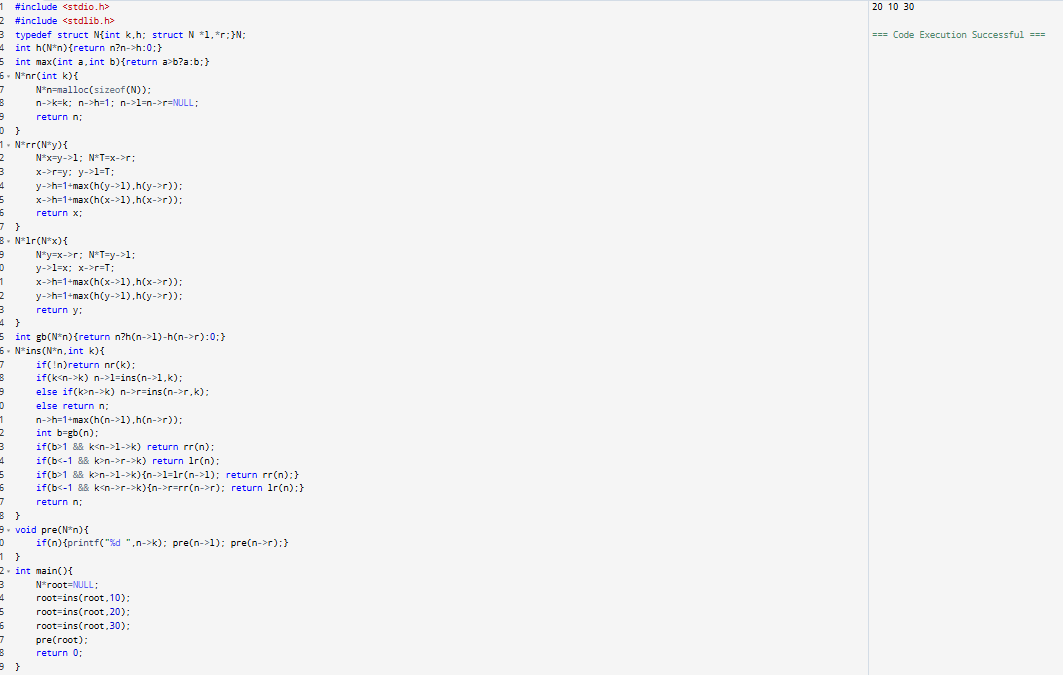 1 #include <stdio.h>
2 #include <stdlib.h>
3 typedef struct N{int k,h; struct N *l,*r;}N;
4 int h(N*n){return n?n->h:0;}
5 int max(int a,int b){return a>b?a:b;}
6 N*nr(int k){
7 N*n=malloc(sizeof(N));
8 n->k=k; n->h=1; n->l=n->r=NULL;
9 return n;
0 }
1 N*rr(N*y){
2 N*x=y->l; N*T=x->r;
3 x->r=y; y->l=T;
4 y->h=1+max(h(y->l),h(y->r));
5 x->h=1+max(h(x->l),h(x->r));
6 return x;
7 }
8 N*lr(N*x){
9 N*y=x->r; N*T=y->l;
0 y->l=x; x->r=T;
1 x->h=1+max(h(x->l),h(x->r));
2 y->h=1+max(h(y->l),h(y->r));
3 return y;
4 }
5 int gb(N*n){return n?h(n->l)-h(n->r):0;}
6 N*ins(N*n,int k){
7 if(!n)return nr(k);
8 if(k<n->k) n->l=ins(n->l,k);
9 else if(k>n->k) n->r=ins(n->r,k);
0 else return n;
1 n->h=1+max(h(n->l),h(n->r));
2 int b=gb(n);
3 if(b>1 && k<n->l->k) return rr(n);
4 if(b<-1 && k>n->r->k) return lr(n);
5 if(b>1 && k>n->l->k){n->l=lr(n->l); return rr(n);}
6 if(b<-1 && k<n->r->k){n->r=rr(n->r); return lr(n);}
7 return n;
8 }
9 void pre(N*n){
0 if(n){printf("%d ",n->k); pre(n->l); pre(n->r);}
1 }
2 int main(){
3 N*root=NULL;
4 root=ins(root,10);
5 root=ins(root,20);
6 root=ins(root,30);
7 pre(root);
8 return 0;
9 }
20 10 30
=== Code Execution Successful ===